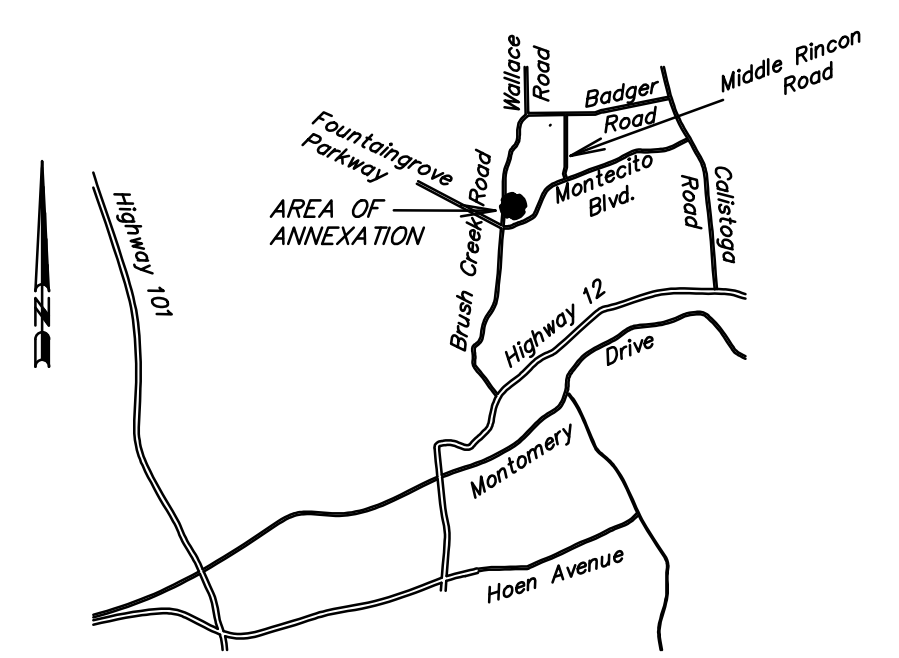 Wallace
Road
Badger
Road
Middle Rincon
Road
Fountaingrove
Parkway
Montecito
Blvd.
Calistoga
Road
AREA OF
ANNEXATION
Brush Creek Road
Highway 101
N
Highway 12
Drive
Montomery
Hoen Avenue